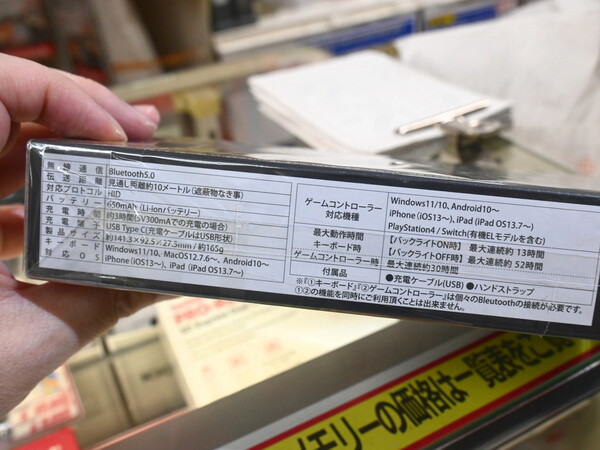 無線通信 Bluetooth5.0
伝送距離 見通し距離約10メートル（遮蔽物なき事）
対応プロトコル HID
バッテリー 650mAh (Li-ionバッテリー)
充電時間 約3時間(5V300mAでの充電の場合)
充電 USB Type C(充電ケーブルはUSB形状)
製品サイズ 約141.3×92.5×27.3mm / 約165g
キーボード Windows11/10, MacOS12.7.6〜, Android10〜
対応OS iPhone (iOS13〜), iPad (iPad OS13.7〜)
ゲームコントローラー Windows11/10, Android10〜
対応機種 iPhone (iOS13〜), iPad (iPad OS13.7〜)
PlayStation4 / Switch(有機ELモデルを含む)
最大動作時間
キーボード時 【バックライトON時】最大連続約 13時間
【バックライトOFF時】最大連続約 52時間
ゲームコントローラー時 最大連続約30時間
付属品 ●充電ケーブル(USB) ●ハンドストラップ
※『①キーボード』『②ゲームコントローラー』は個々のBleutoothの接続が必要です。
①②の機能を同時にご利用頂くことは出来ません。
モリーの価格は一覧表をご